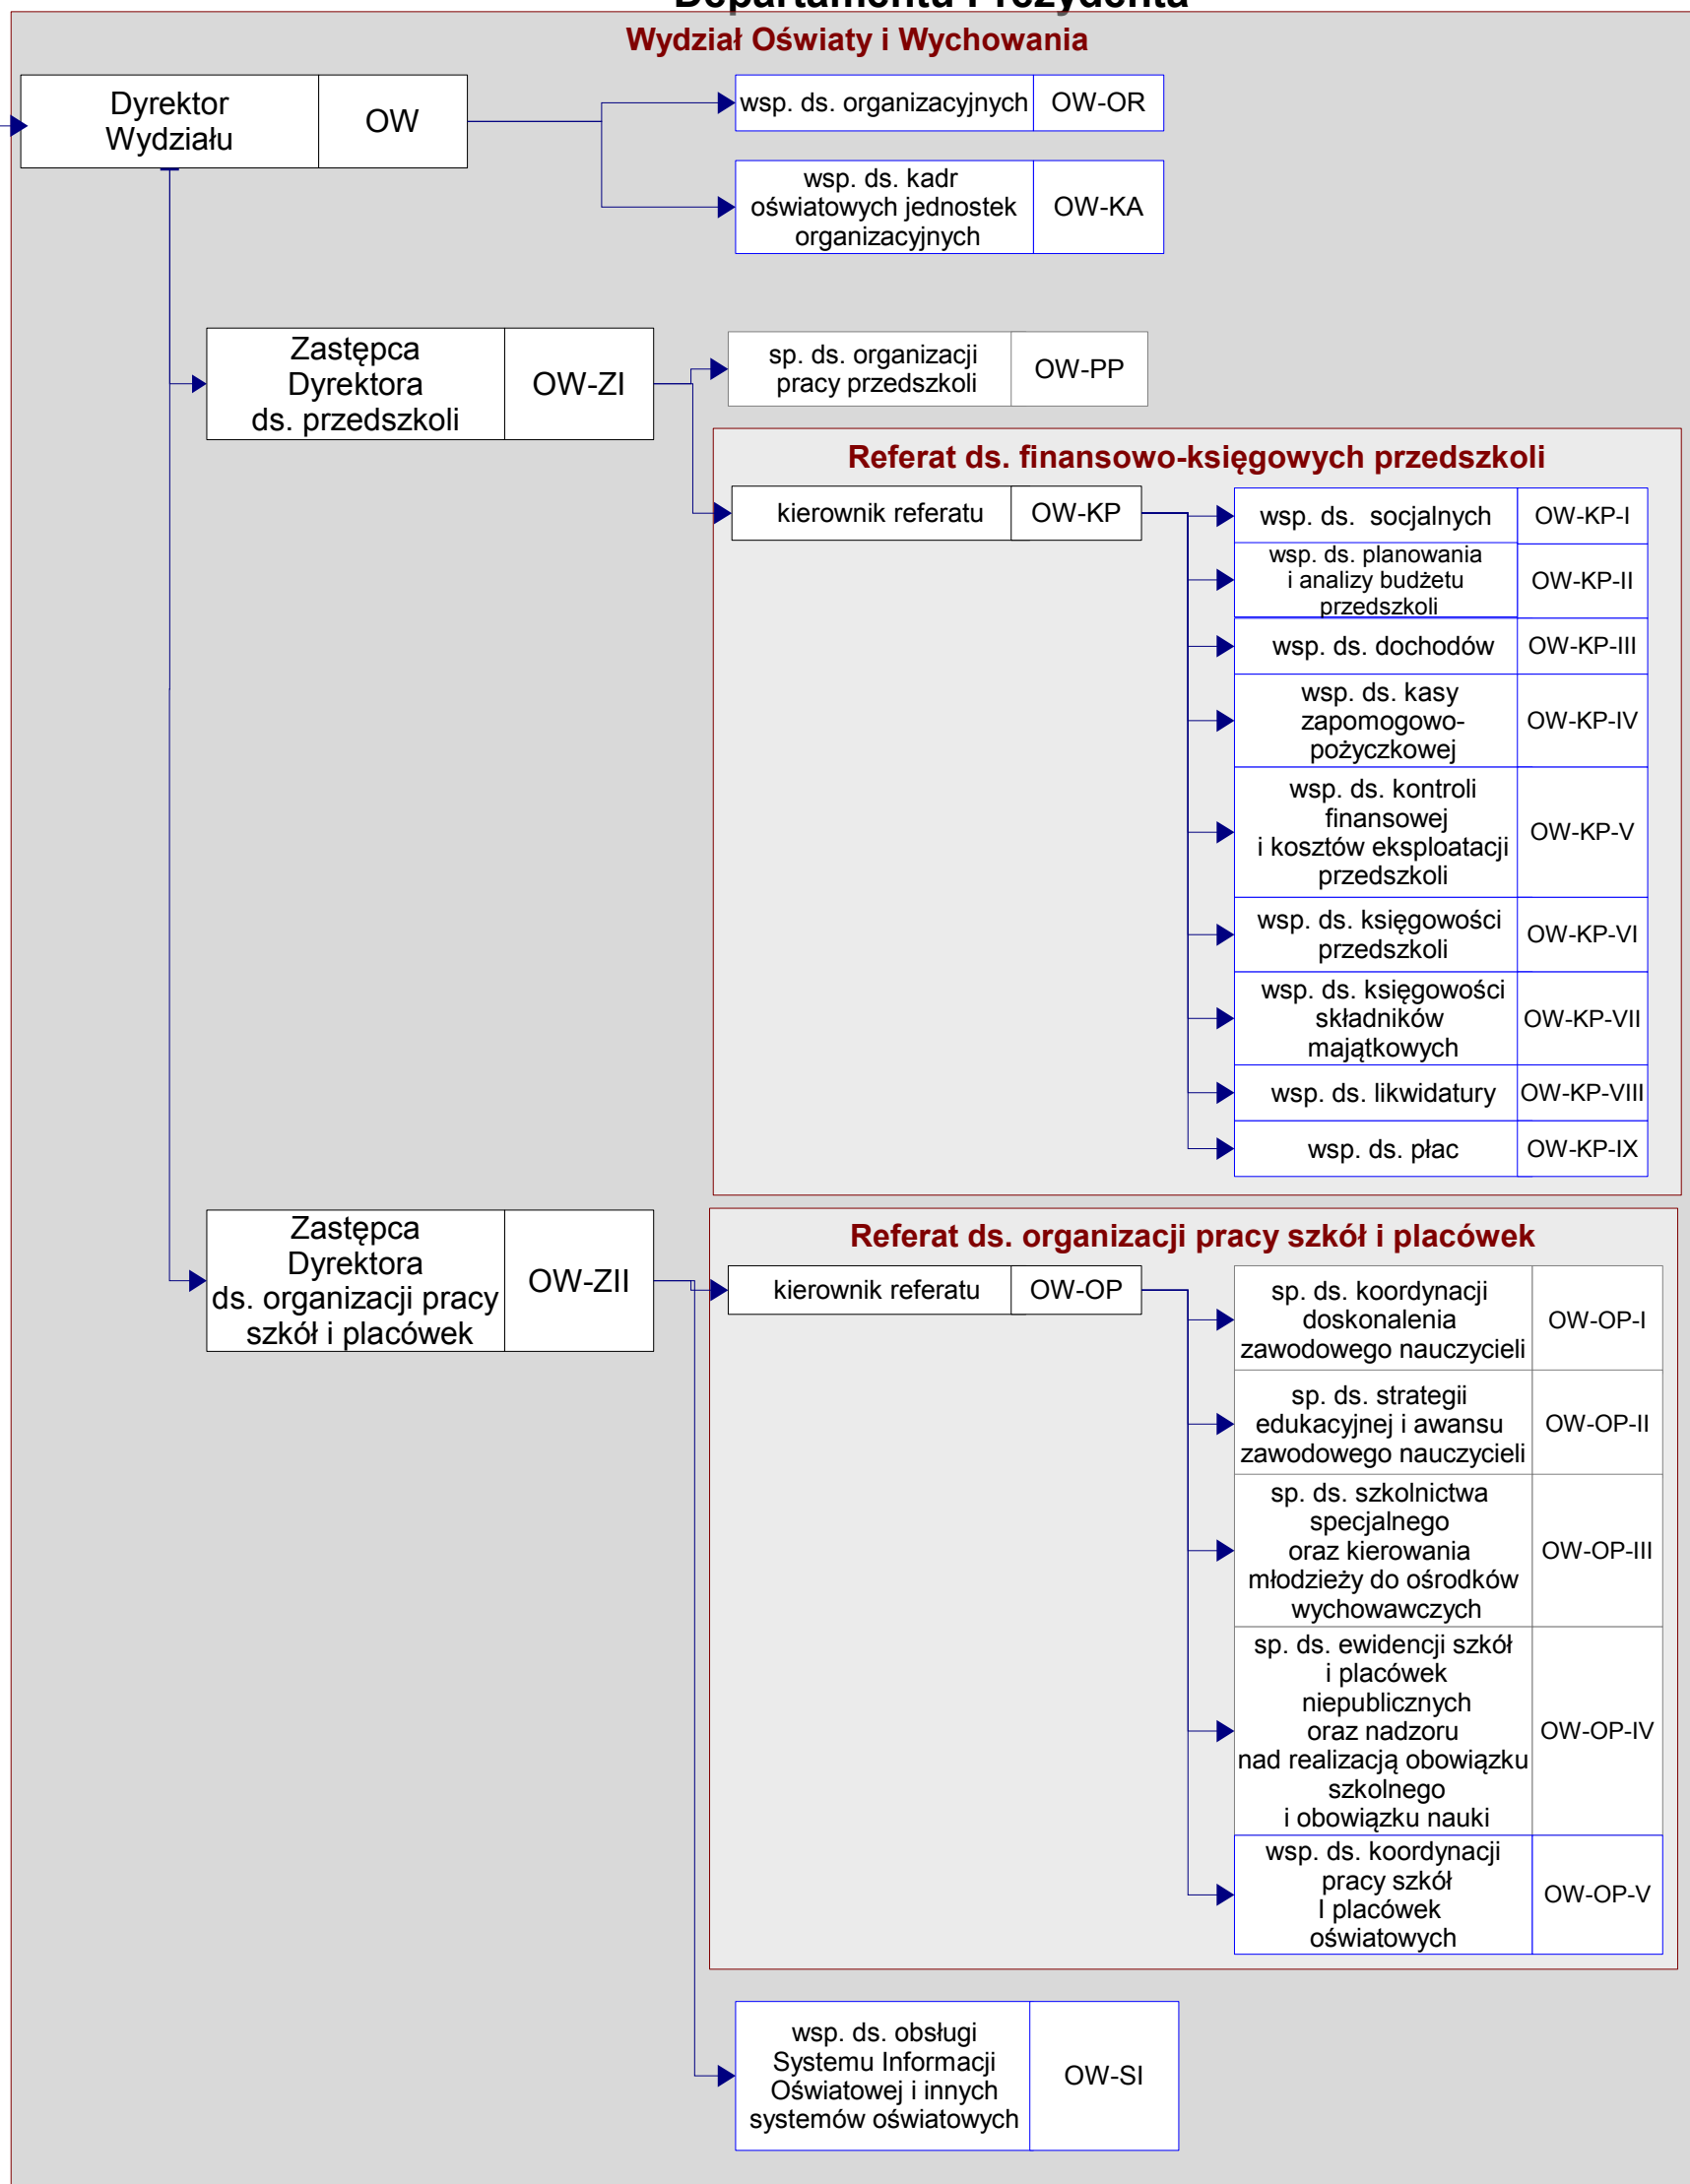 Departamentu Prezydenta
Wydział Oświaty i Wychowania
Dyrektor
Wydziału
OW
wsp. ds. organizacyjnych
OW-OR
wsp. ds. kadr
oświatowych jednostek
organizacyjnych
OW-KA
Zastępca
Dyrektora
ds. przedszkoli
OW-ZI
sp. ds. organizacji
pracy przedszkoli
OW-PP
Referat ds. finansowo-księgowych przedszkoli
kierownik referatu
OW-KP
wsp. ds. socjalnych
OW-KP-I
wsp. ds. planowania
i analizy budżetu
przedszkoli
OW-KP-II
wsp. ds. dochodów
OW-KP-III
wsp. ds. kasy
zapomogowo-
pożyczkowej
OW-KP-IV
wsp. ds. kontroli
finansowej
i kosztów eksploatacji
przedszkoli
OW-KP-V
wsp. ds. księgowości
przedszkoli
OW-KP-VI
wsp. ds. księgowości
składników
majątkowych
OW-KP-VII
wsp. ds. likwidatury
OW-KP-VIII
wsp. ds. płac
OW-KP-IX
Zastępca
Dyrektora
ds. organizacji pracy
szkół i placówek
OW-ZII
Referat ds. organizacji pracy szkół i placówek
kierownik referatu
OW-OP
sp. ds. koordynacji
doskonalenia
zawodowego nauczycieli
OW-OP-I
sp. ds. strategii
edukacyjnej i awansu
zawodowego nauczycieli
OW-OP-II
sp. ds. szkolnictwa
specjalnego
oraz kierowania
młodzieży do ośrodków
wychowawczych
OW-OP-III
sp. ds. ewidencji szkół
i placówek
niepublicznych
oraz nadzoru
nad realizacją obowiązku
szkolnego
i obowiązku nauki
OW-OP-IV
wsp. ds. koordynacji
pracy szkół
I placówek
oświatowych
OW-OP-V
wsp. ds. obsługi
Systemu Informacji
Oświatowej i innych
systemów oświatowych
OW-SI